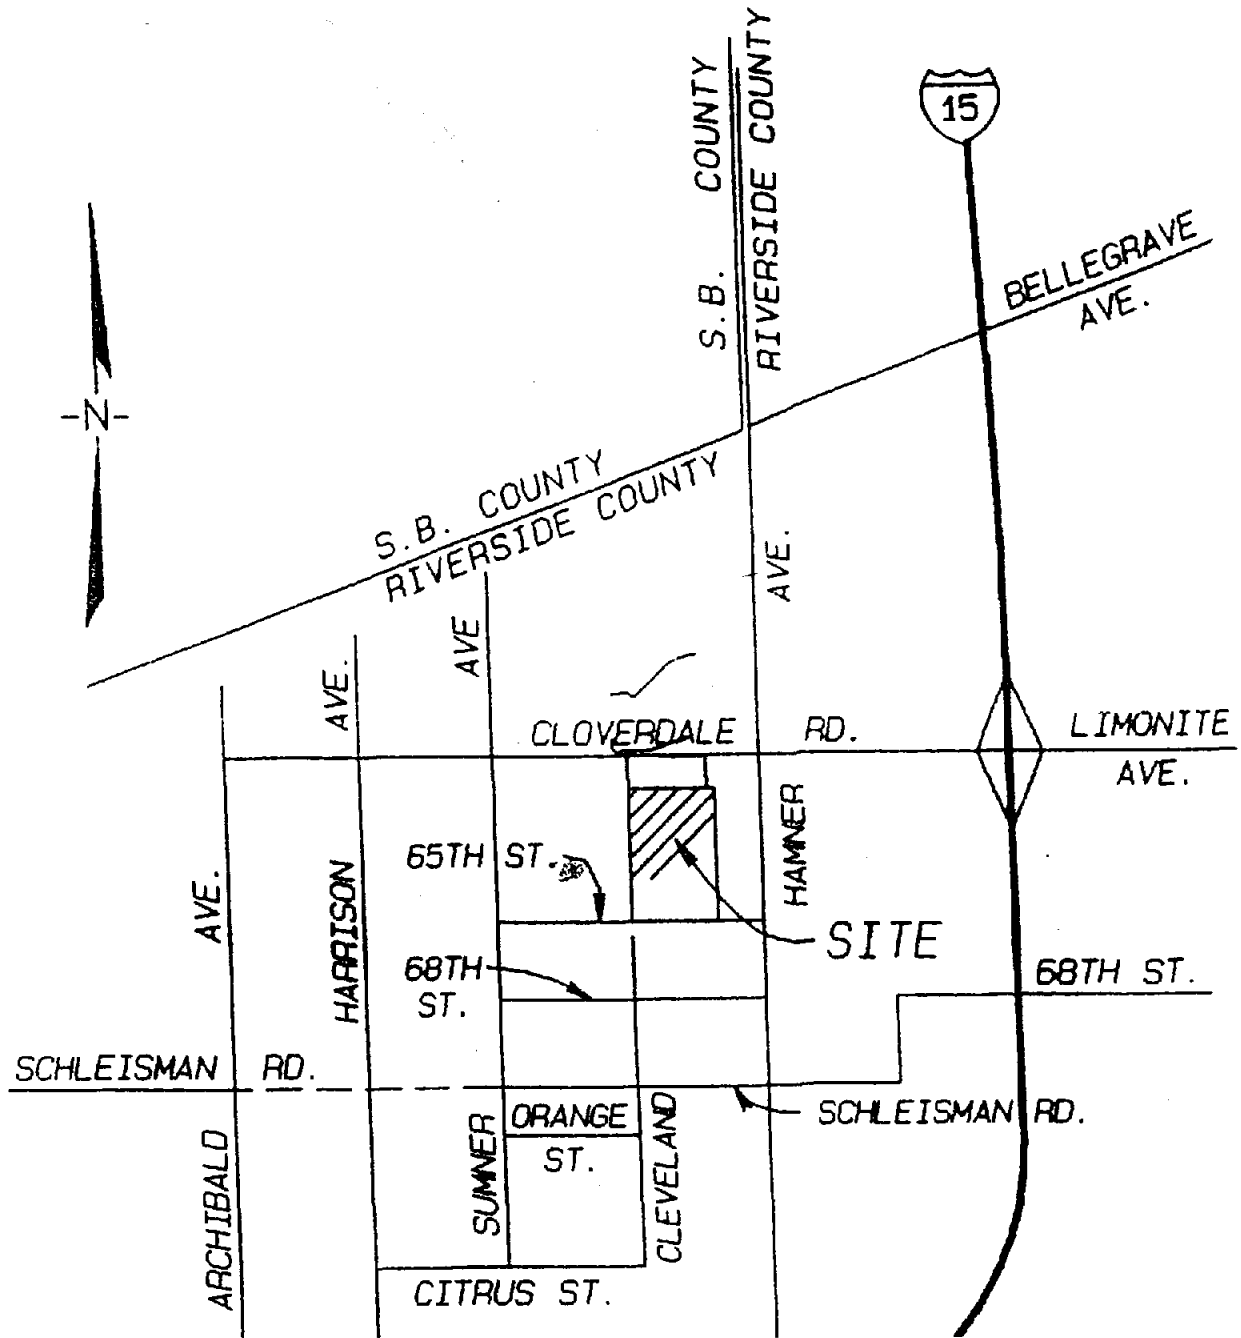 S.B. COUNTY
RIVERSIDE COUNTY
15
BELLEGRAVE
AVE.
-N-
S.B. COUNTY
RIVERSIDE COUNTY
AVE.
AVE
AVE.
CLOVERDALE RD.
LIMONITE
AVE.
HAMNER
65TH ST.
AVE.
HARRISON
SITE
68TH
ST.
68TH ST.
SCHLEISMAN RD.
ORANGE
ST.
SCHLEISMAN RD.
SUMNER
CLEVELAND
ARCHIBALD
CITRUS ST.